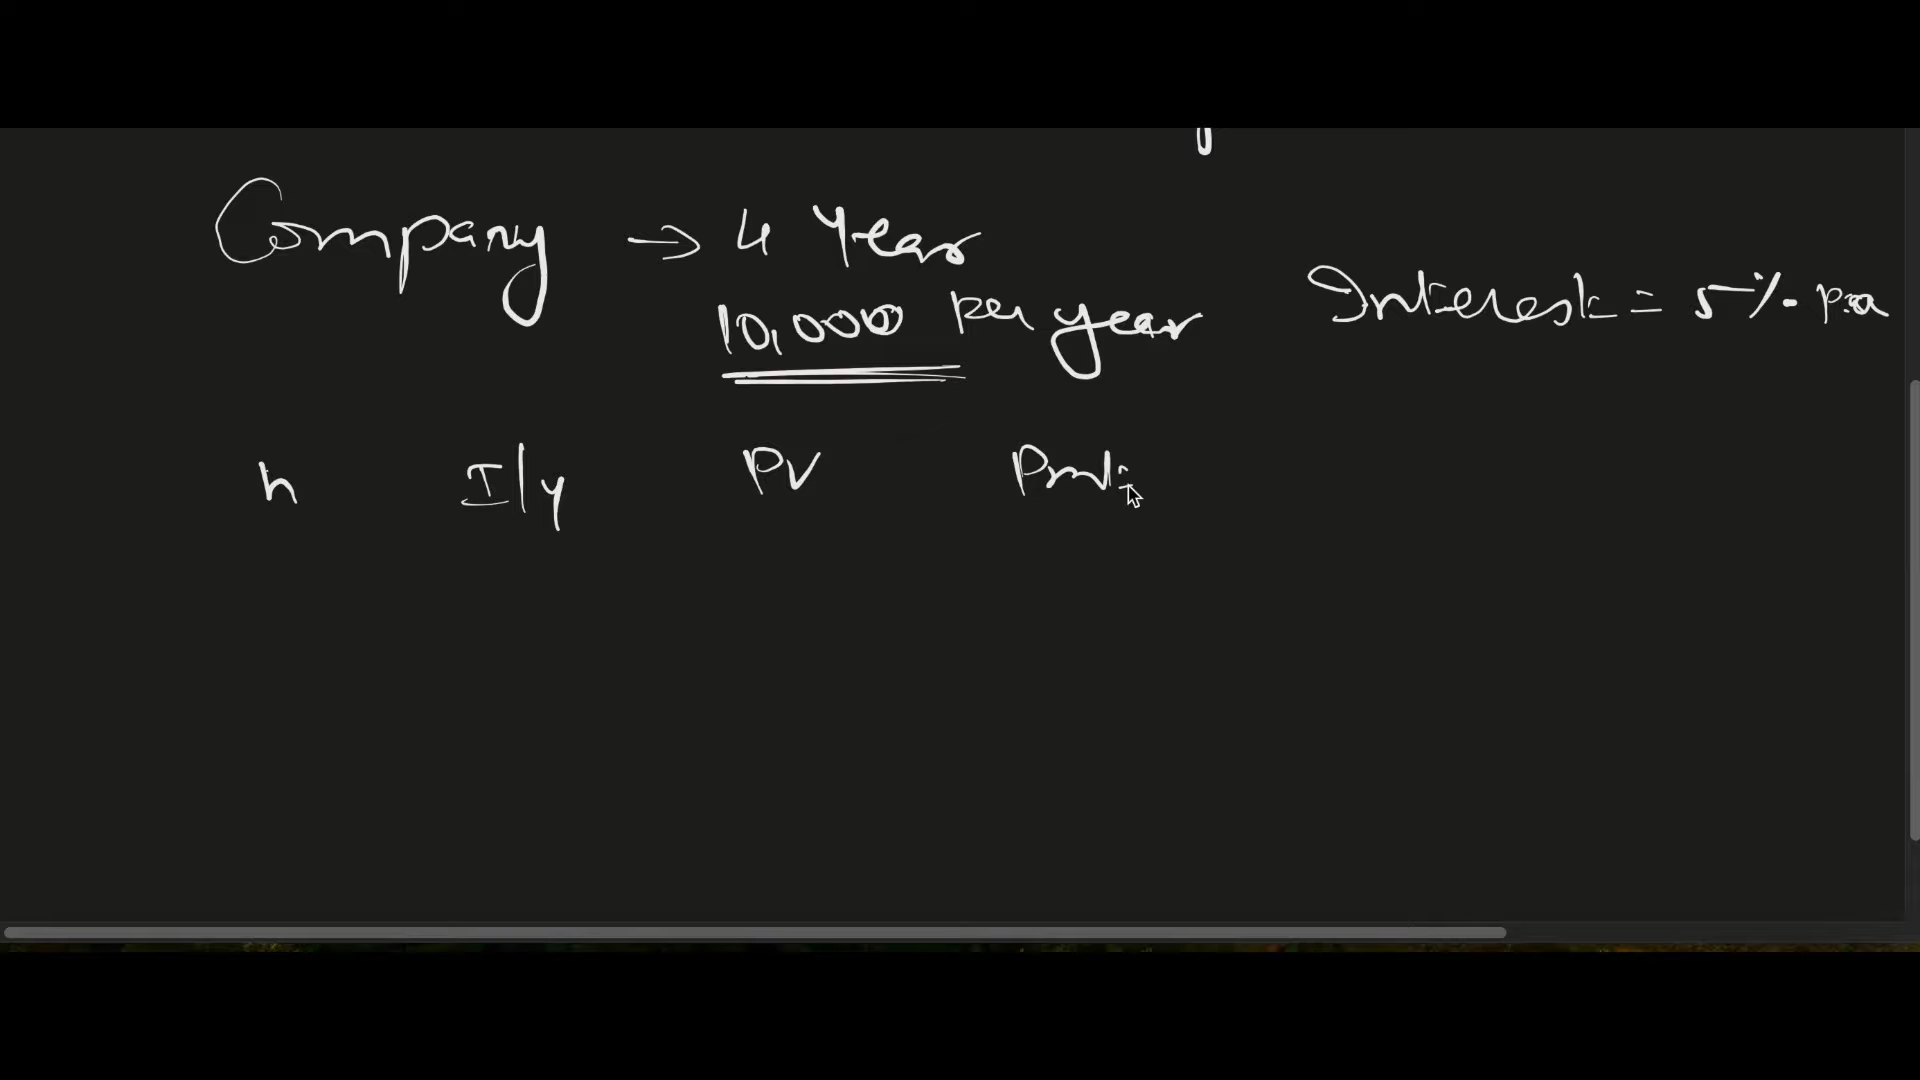 Company → 4 Year
10,000 per year
Interest = 5% p.a
n I/y PV Pmt